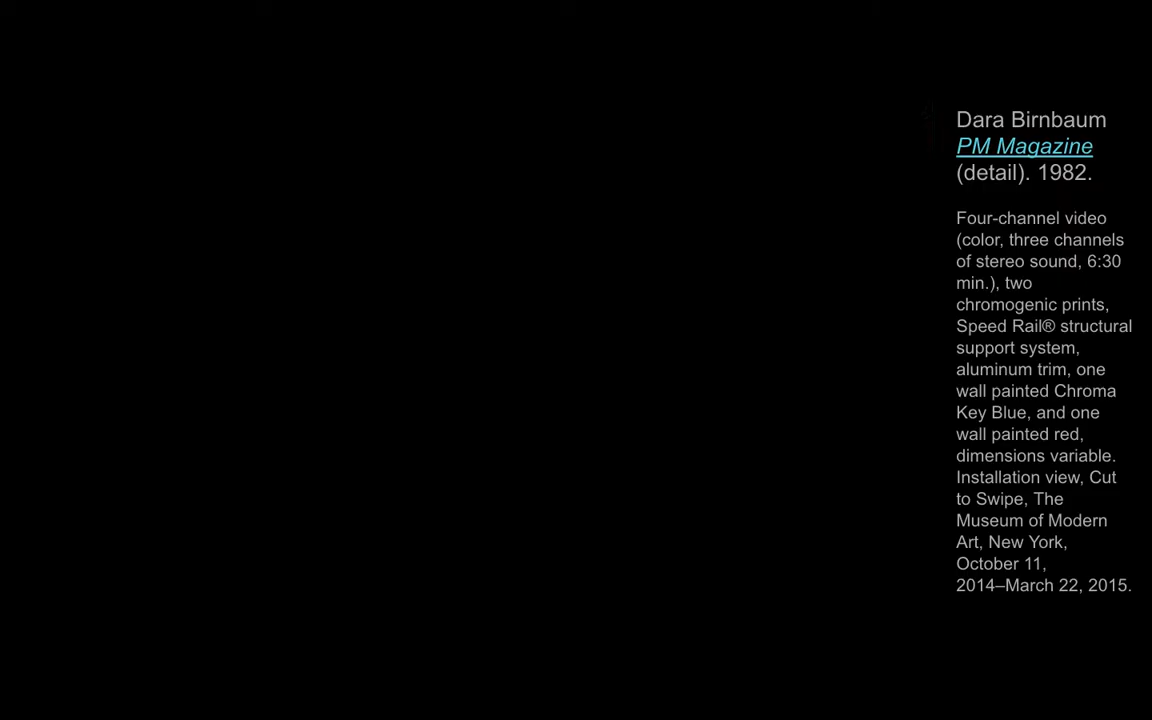 Dara Birnbaum
PM Magazine
(detail). 1982.
Four-channel video
(color, three channels
of stereo sound, 6:30
min.), two
chromogenic prints,
Speed Rail® structural
support system,
aluminum trim, one
wall painted Chroma
Key Blue, and one
wall painted red,
dimensions variable.
Installation view, Cut
to Swipe, The
Museum of Modern
Art, New York,
October 11,
2014–March 22, 2015.